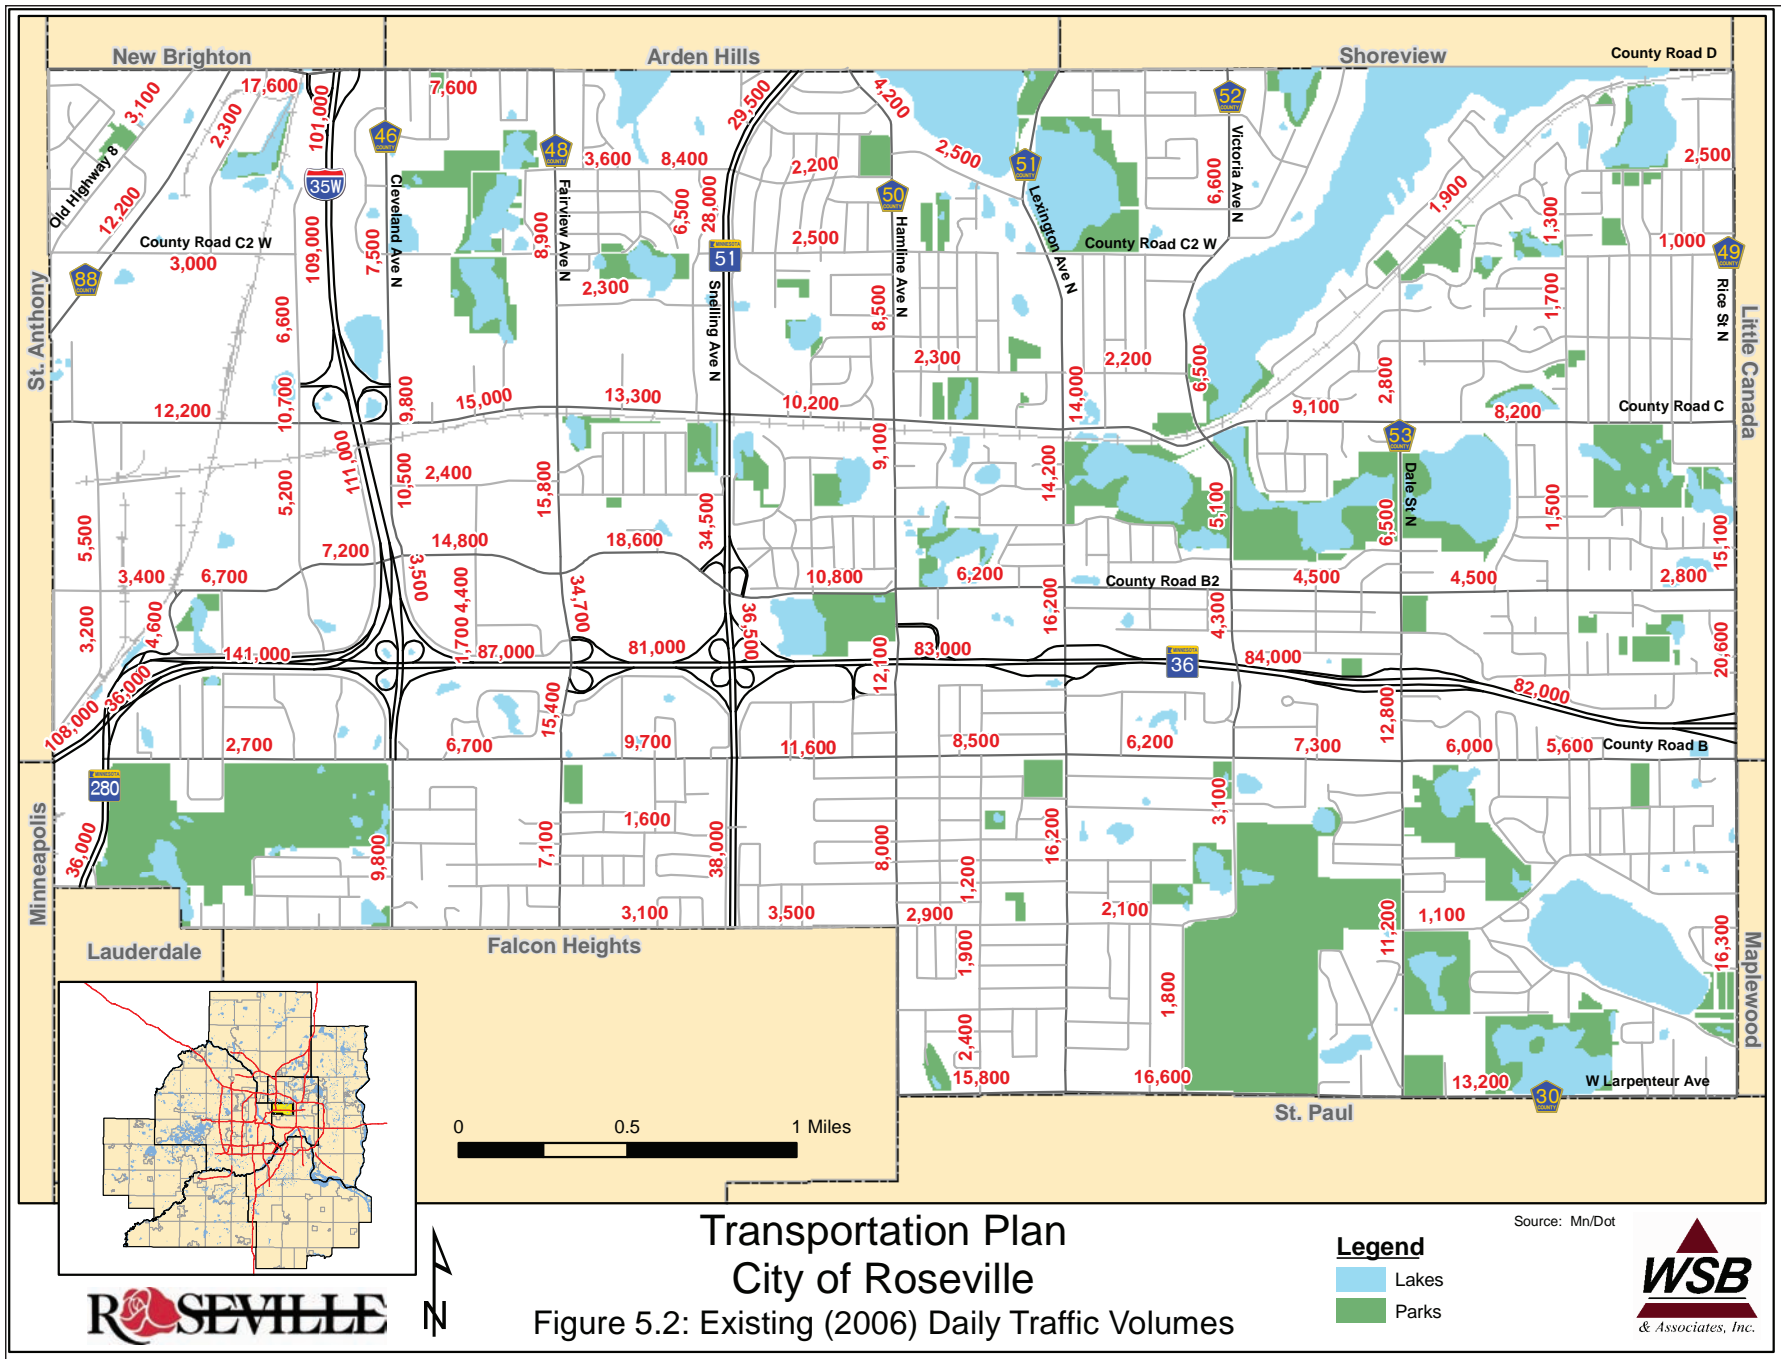 New Brighton
Arden Hills
Shoreview
County Road D
17,600
101,000
7,600
29,500
4,200
3,100
2,300
Old Highway 8
12,200
46
COUNTY
48
COUNTY
51
COUNTY
52
COUNTY
Victoria Ave N
3,600
8,400
2,200
2,500
2,500
35W
Cleveland Ave N
Fairview Ave N
6,500
28,000
50
COUNTY
Hamline Ave N
Lexington Ave N
6,600
1,900
1,300
County Road C2 W
3,000
109,000
7,500
8,900
2,500
County Road C2 W
1,000
49
COUNTY
88
COUNTY
MINNESOTA
51
2,300
Snelling Ave N
8,500
1,700
Rice St N
St. Anthony
Little Canada
6,600
2,300
2,200
6,500
2,800
10,700
9,800
15,000
13,300
10,200
14,000
9,100
8,200
County Road C
12,200
111,000
9,100
53
COUNTY
Dale St N
5,200
10,500
2,400
15,800
34,500
14,200
5,100
6,500
1,500
15,100
5,500
7,200
14,800
18,600
3,400
6,700
3,500
4,400
34,700
10,800
6,200
County Road B2
4,500
4,500
2,800
3,200
4,600
1,700
36,500
16,200
4,300
20,600
141,000
87,000
81,000
83,000
MINNESOTA
36
84,000
82,000
36,000
108,000
15,400
12,100
12,800
2,700
6,700
9,700
11,600
8,500
6,200
7,300
6,000
5,600
County Road B
MINNESOTA
280
Minneapolis
36,000
9,800
7,100
1,600
38,000
8,000
16,200
3,100
1,200
3,100
3,500
2,900
2,100
11,200
1,100
16,300
Maplewood
Lauderdale
Falcon Heights
1,900
1,800
2,400
15,800
16,600
13,200
30
COUNTY
W Larpenteur Ave
St. Paul
0
0.5
1 Miles
N
ROSEVILLE
Transportation Plan
City of Roseville
Figure 5.2: Existing (2006) Daily Traffic Volumes
Source: Mn/Dot
Legend
Lakes
Parks
WSB
& Associates, Inc.